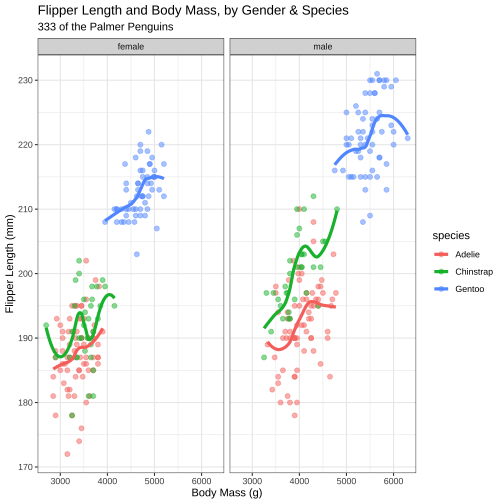 Flipper Length and Body Mass, by Gender & Species
333 of the Palmer Penguins
female male
230
220
210
200
190
180
170
Flipper Length (mm)
3000 4000 5000 6000 3000 4000 5000 6000
Body Mass (g)
species
Adelie
Chinstrap
Gentoo